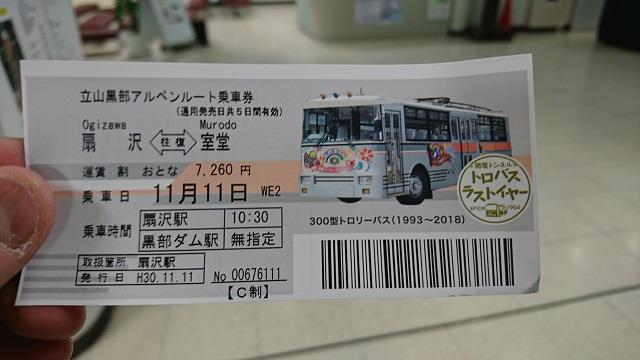 立山黒部アルペンルート乗車券
(通用発売日共5日間有効)
Ogizawa Murodo
扇沢 往復 室堂
運賃 割 おとな 7,260円
乗車日 11月11日 WE2
乗車時間 扇沢駅 10:30
黒部ダム駅 無指定
取扱箇所 扇沢駅
発行日 H30.11.11 No 00676111
【C制】
関電トンネル
トロバス
ラストイヤー
since 1964
300型トロリーバス(1993～2018)